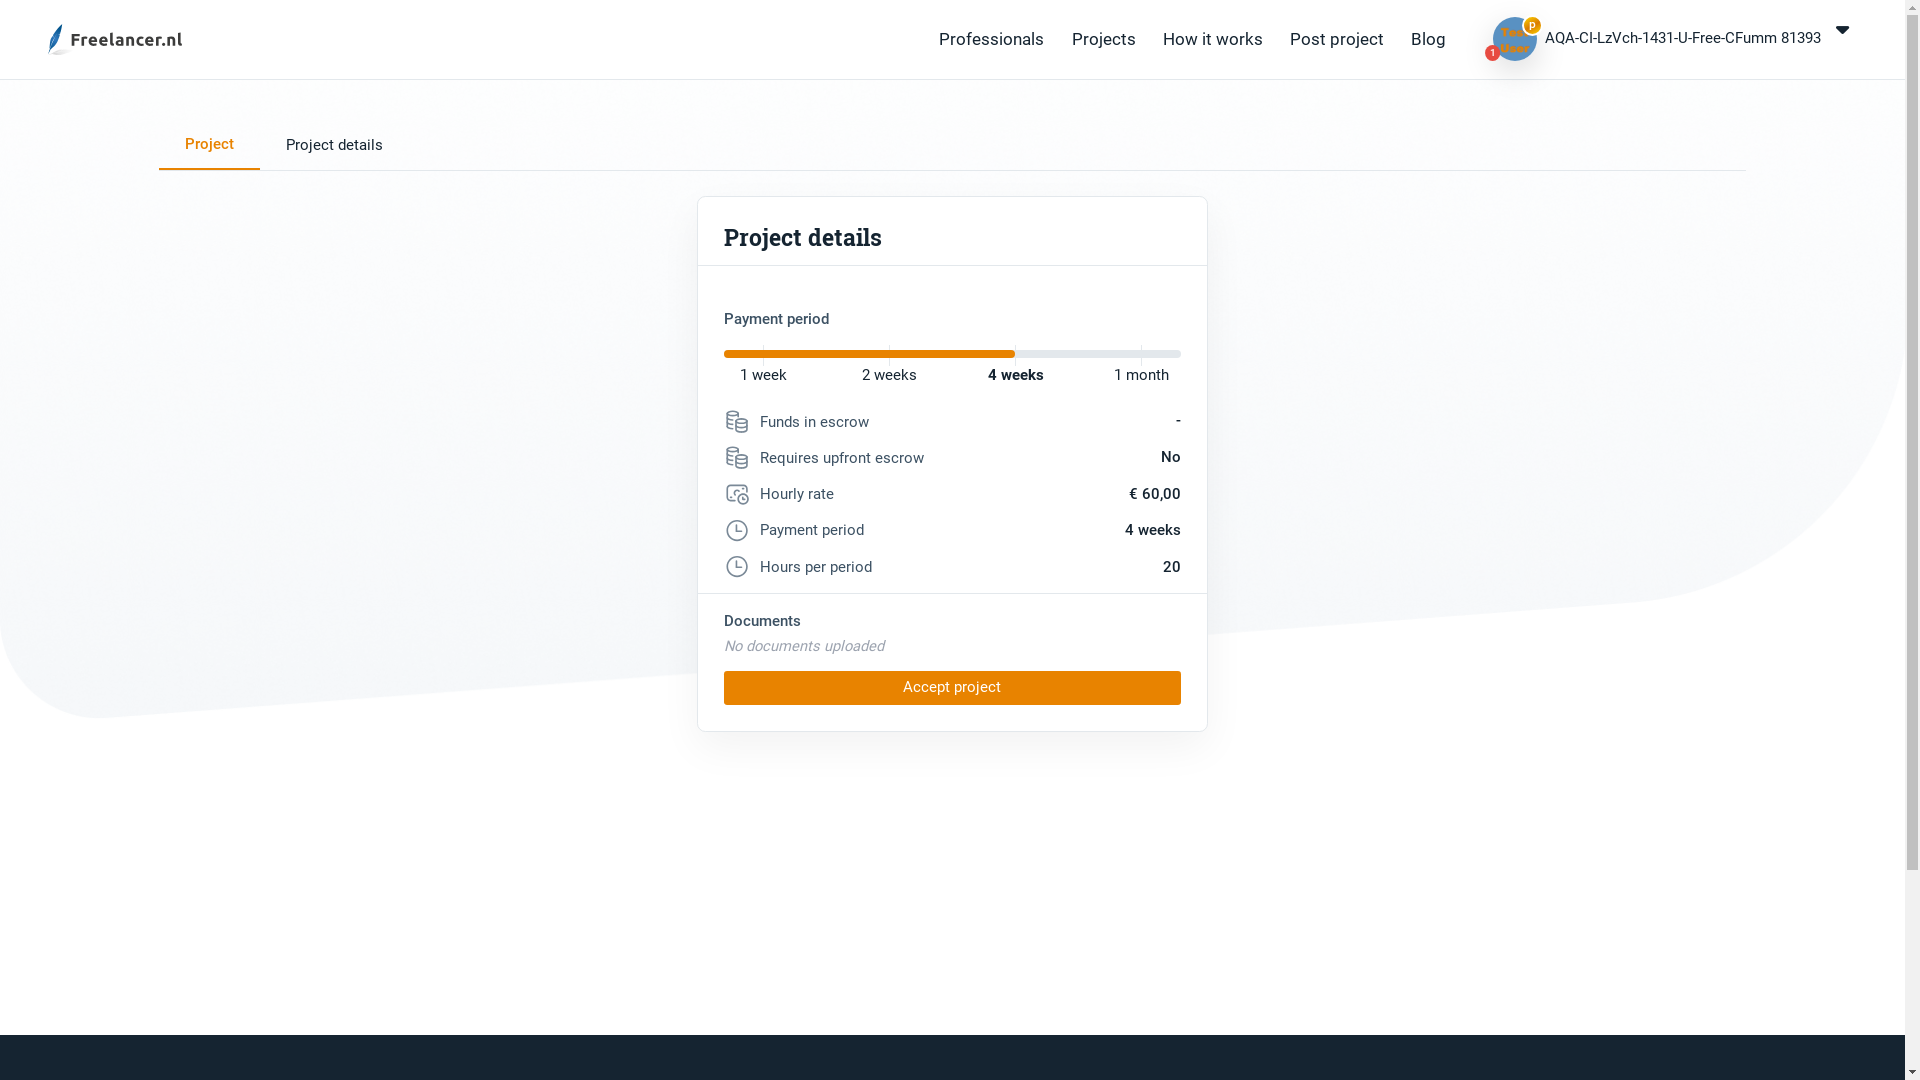 Freelancer.nl
Professionals
Projects
How it works
Post project
Blog
Test
User
p
1
AQA-CI-LzVch-1431-U-Free-CFumm 81393
Project
Project details
Project details
Payment period
1 week
2 weeks
4 weeks
1 month
Funds in escrow -
Requires upfront escrow No
Hourly rate € 60,00
Payment period 4 weeks
Hours per period 20
Documents
No documents uploaded
Accept project